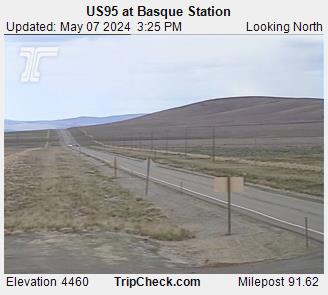 US95 at Basque Station
Updated: May 07 2024 3:25 PM
Looking North
Elevation 4460
TripCheck.com
Milepost 91.62